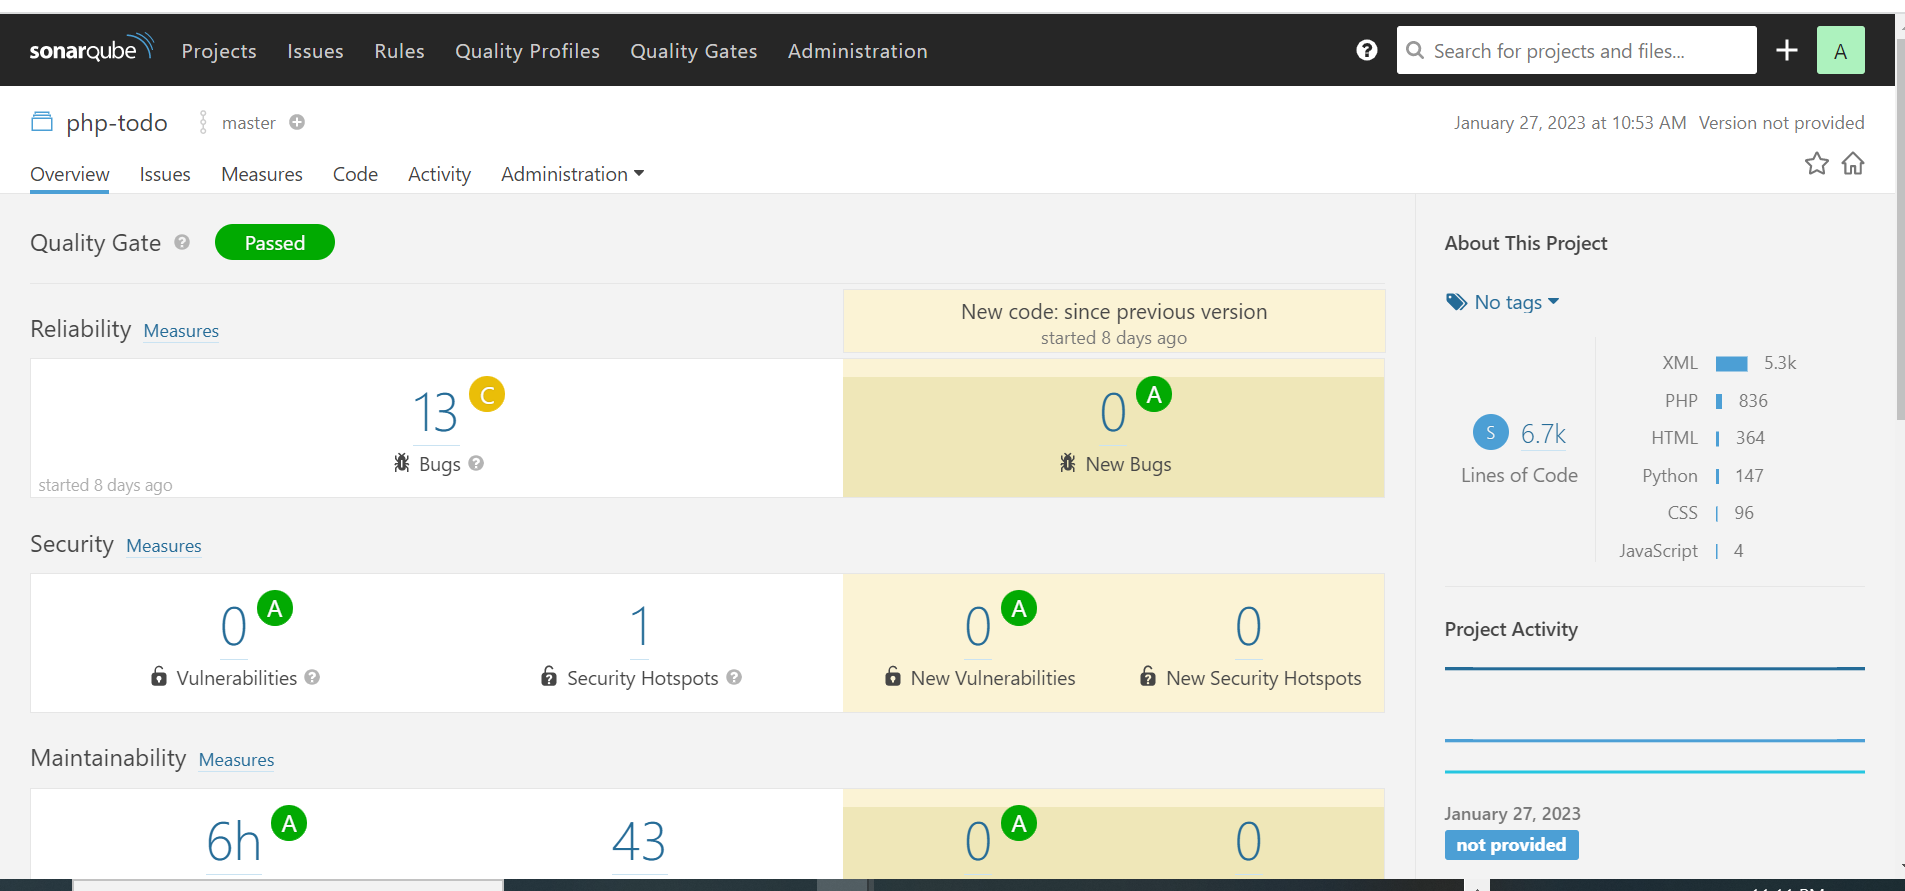 sonarqube Projects Issues Rules Quality Profiles Quality Gates Administration Search for projects and files... A
php-todo master January 27, 2023 at 10:53 AM Version not provided
Overview Issues Measures Code Activity Administration
Quality Gate Passed
New code: since previous version
started 8 days ago
Reliability Measures
13 C
Bugs
started 8 days ago
0 A
New Bugs
Security Measures
0 A
Vulnerabilities
1
Security Hotspots
0 A
New Vulnerabilities
0
New Security Hotspots
Maintainability Measures
6h A
43
0 A
0
About This Project
No tags
S 6.7k
Lines of Code
XML 5.3k
PHP 836
HTML 364
Python 147
CSS 96
JavaScript 4
Project Activity
January 27, 2023
not provided